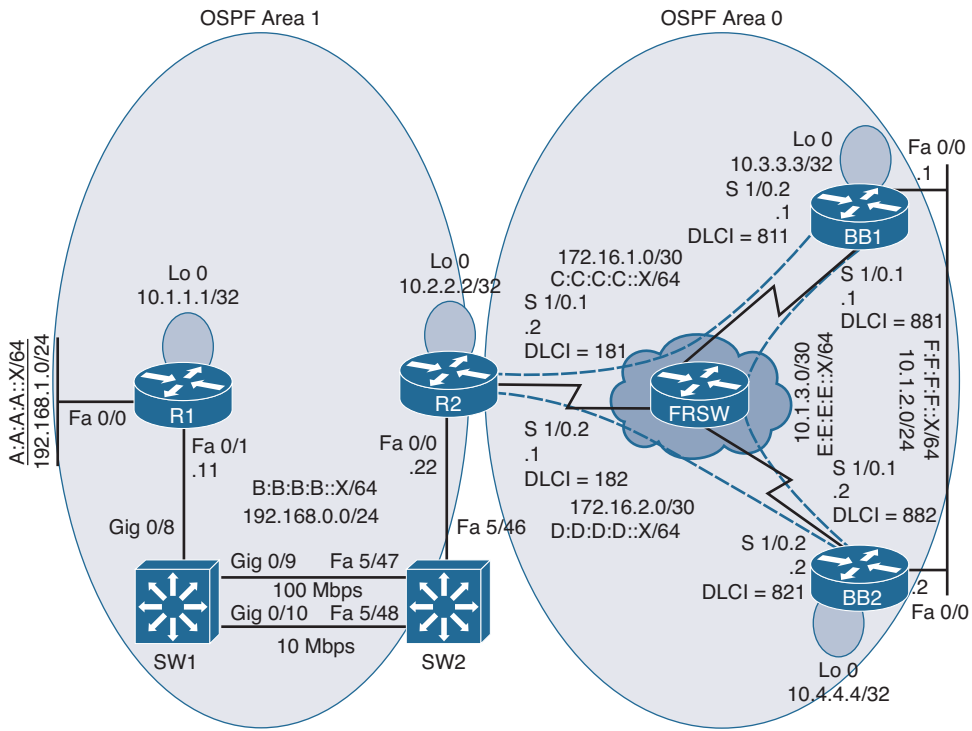 OSPF Area 1
OSPF Area 0
Lo 0
10.3.3.3/32
Fa 0/0
.1
S 1/0.2
.1
DLCI = 811
BB1
172.16.1.0/30
C:C:C:C::X/64
Lo 0
10.2.2.2/32
Lo 0
10.1.1.1/32
S 1/0.1
.2
DLCI = 181
S 1/0.1
.1
DLCI = 881
A:A:A:A::X/64
192.168.1.0/24
Fa 0/0
R1
R2
FRSW
10.1.3.0/30
E:E:E:E::X/64
F:F:F:F::X/64
10.1.2.0/24
Fa 0/1
.11
Fa 0/0
.22
S 1/0.2
.1
DLCI = 182
172.16.2.0/30
D:D:D:D::X/64
S 1/0.1
.2
DLCI = 882
B:B:B:B::X/64
192.168.0.0/24
Gig 0/8
Fa 5/46
S 1/0.2
.2
DLCI = 821
BB2
.2
Fa 0/0
Gig 0/9
Fa 5/47
100 Mbps
Gig 0/10
Fa 5/48
10 Mbps
SW1
SW2
Lo 0
10.4.4.4/32